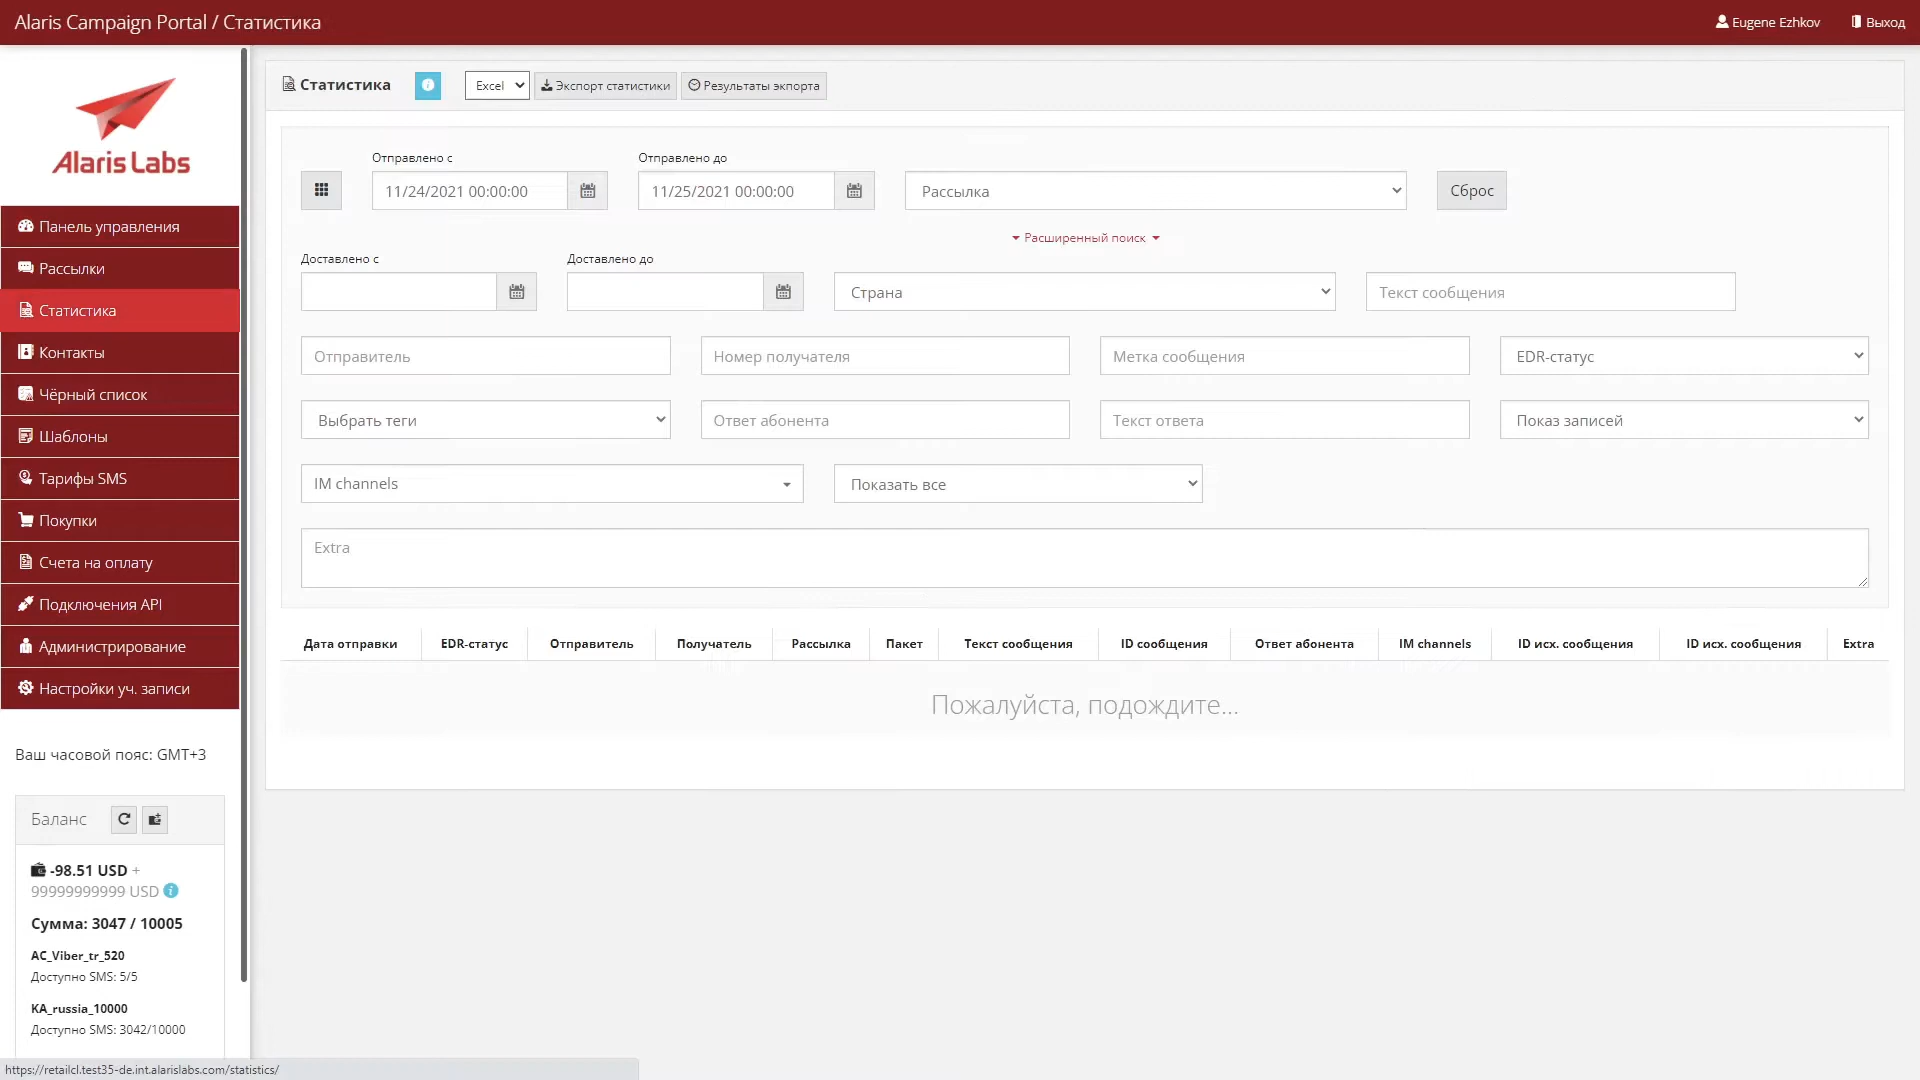 Alaris Campaign Portal / Статистика
Eugene Ezhkov
Выход
Alaris Labs
Панель управления
Рассылки
Статистика
Контакты
Чёрный список
Шаблоны
Тарифы SMS
Покупки
Счета на оплату
Подключения API
Администрирование
Настройки уч. записи
Ваш часовой пояс: GMT+3
Баланс
-98.51 USD +
99999999999 USD
Сумма: 3047 / 10005
AC_Viber_tr_520
Доступно SMS: 5/5
KA_russia_10000
Доступно SMS: 3042/10000
https://retailcl.test35-de.int.alarislabs.com/statistics/
Статистика
Excel
Экспорт статистики
Результаты экпорта
Отправлено с
Отправлено до
11/24/2021 00:00:00
11/25/2021 00:00:00
Рассылка
Сброс
Расширенный поиск
Доставлено с
Доставлено до
Страна
Текст сообщения
Отправитель
Номер получателя
Метка сообщения
EDR-статус
Выбрать теги
Ответ абонента
Текст ответа
Показ записей
IM channels
Показать все
Extra
Дата отправки EDR-статус Отправитель Получатель Рассылка Пакет Текст сообщения ID сообщения Ответ абонента IM channels ID исх. сообщения ID исх. сообщения Extra
Пожалуйста, подождите...